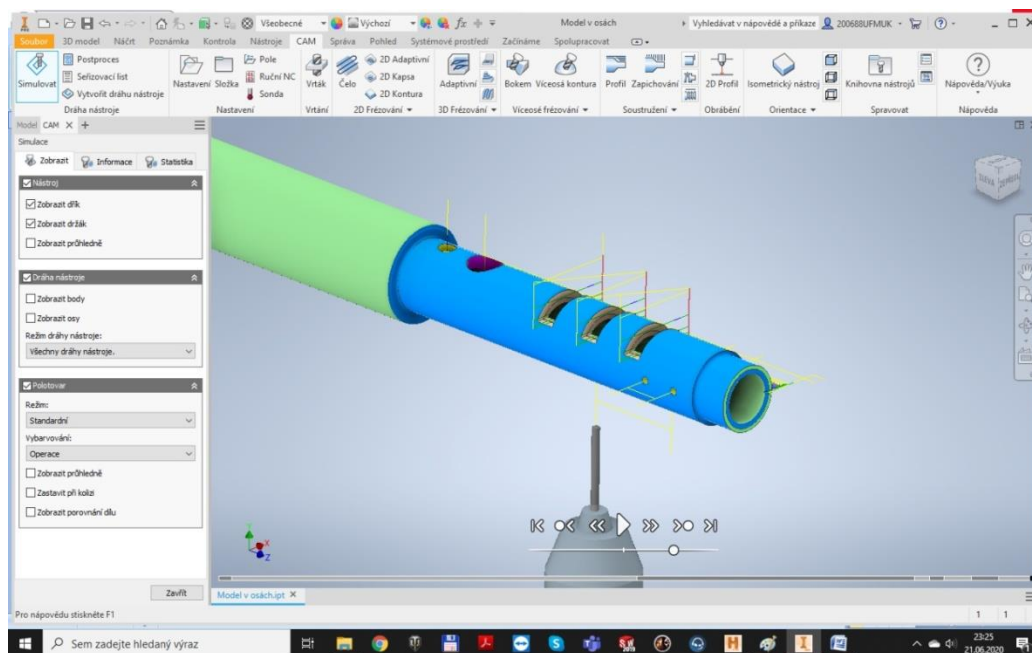 Všeobecné
Výchozí
Model v osách
Vyhledávat v nápovědě a příkaze
200688UFMUK
Soubor 3D model Náčrt Poznámka Kontrola Nástroje CAM Správa Pohled Systémové prostředí Začínáme Spolupracovat
Simulovat
Postproces
Seřizovací list
Vytvořit dráhu nástroje
Dráha nástroje
Nastavení Složka
Pole
Ruční NC
Sonda
Nastavení
Vrták
Vrtání
Čelo
2D Adaptivní
2D Kapsa
2D Kontura
2D Frézování
Adaptivní
3D Frézování
Bokem Víceosá kontura
Víceosé frézování
Profil Zapichování
Soustružení
2D Profil
Obrábění
Isometrický nástroj
Orientace
Knihovna nástrojů
Spravovat
Nápověda/Výuka
Nápověda
Model CAM
Simulace
Zobrazit Informace Statistika
Nástroj
Zobrazit dřík
Zobrazit držák
Zobrazit průhledně
Dráha nástroje
Zobrazit body
Zobrazit osy
Režim dráhy nástroje:
Všechny dráhy nástroje.
Polotovar
Režim:
Standardní
Vybarvování:
Operace
Zobrazit průhledně
Zastavit při kolizi
Zobrazit porovnání dílu
Zavřít
Y
X
Z
Model v osách.ipt
Pro nápovědu stiskněte F1
1 1
Sem zadejte hledaný výraz
23:25
21.06.2020